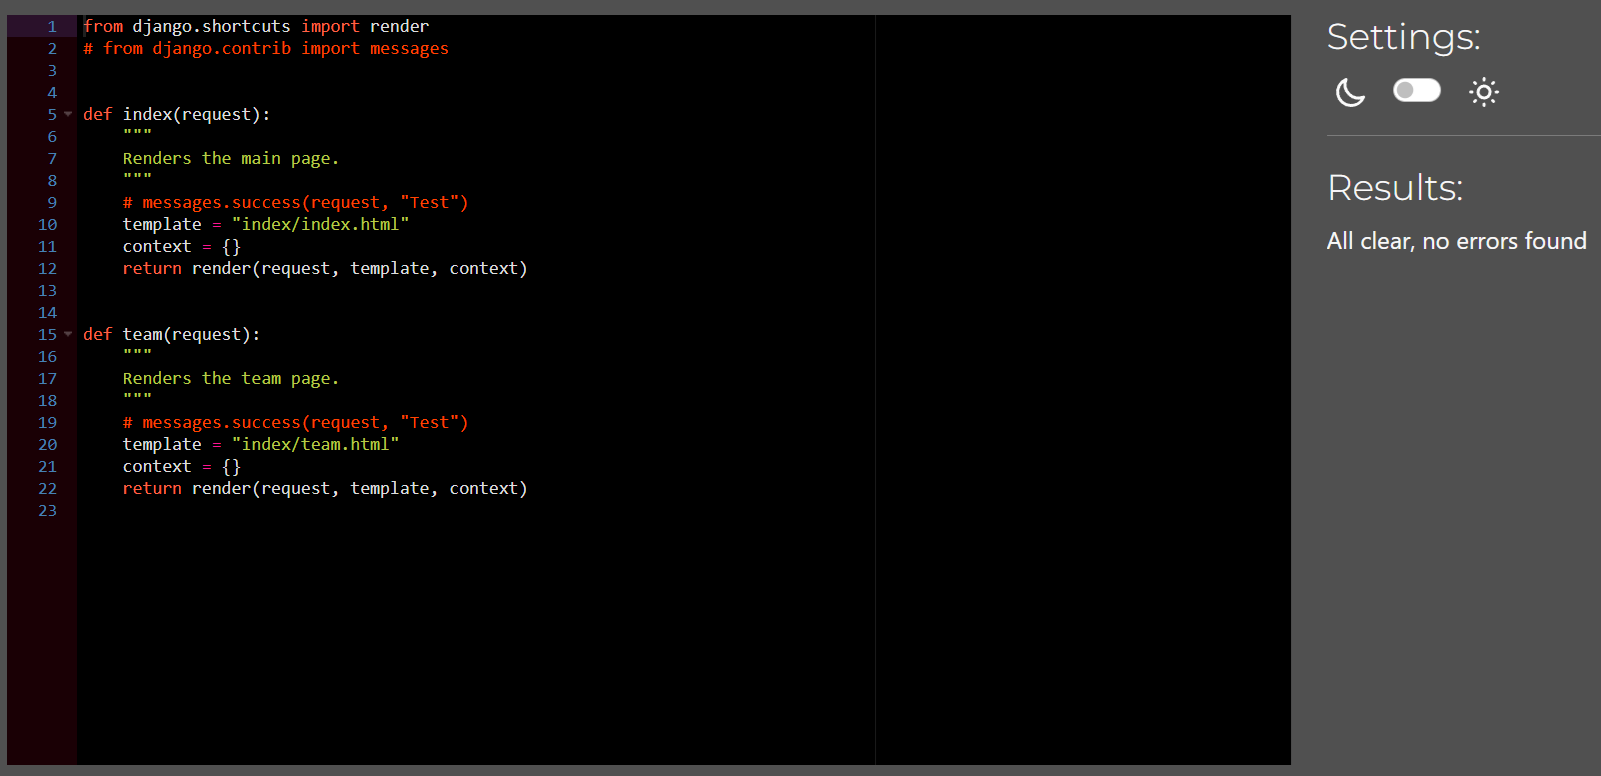 1 from django.shortcuts import render
2 # from django.contrib import messages
3
4
5 def index(request):
6     """
7     Renders the main page.
8     """
9     # messages.success(request, "Test")
10     template = "index/index.html"
11     context = {}
12     return render(request, template, context)
13
14
15 def team(request):
16     """
17     Renders the team page.
18     """
19     # messages.success(request, "Test")
20     template = "index/team.html"
21     context = {}
22     return render(request, template, context)
23
Settings:
Results:
All clear, no errors found